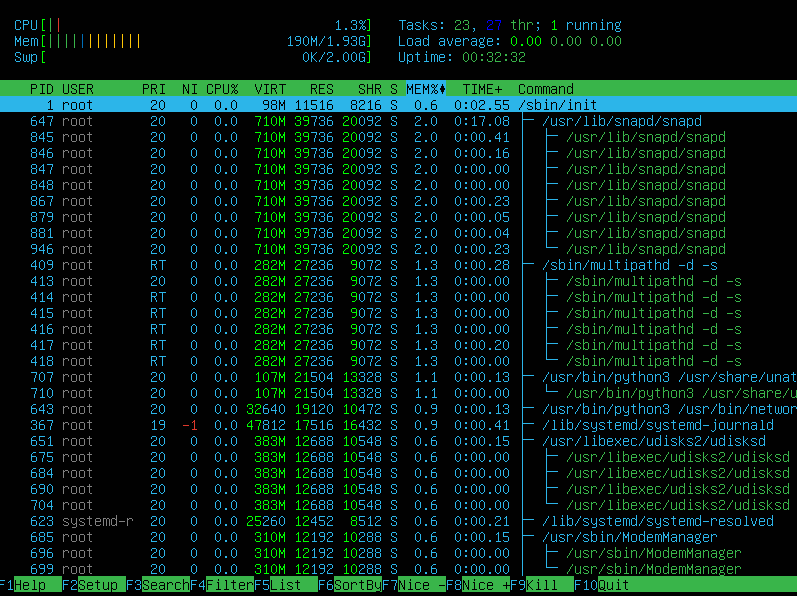 CPU[|| 1.3%] Tasks: 23, 27 thr; 1 running
Mem[|||||||||||| 190M/1.93G] Load average: 0.00 0.00 0.00
Swp[ 0K/2.00G] Uptime: 00:32:32
PID USER PRI NI CPU% VIRT RES SHR S MEM% TIME+ Command
1 root 20 0 0.0 98M 11516 8216 S 0.6 0:02.55 /sbin/init
647 root 20 0 0.0 710M 39736 20092 S 2.0 0:17.08 /usr/lib/snapd/snapd
845 root 20 0 0.0 710M 39736 20092 S 2.0 0:00.41 /usr/lib/snapd/snapd
846 root 20 0 0.0 710M 39736 20092 S 2.0 0:00.16 /usr/lib/snapd/snapd
847 root 20 0 0.0 710M 39736 20092 S 2.0 0:00.00 /usr/lib/snapd/snapd
848 root 20 0 0.0 710M 39736 20092 S 2.0 0:00.00 /usr/lib/snapd/snapd
867 root 20 0 0.0 710M 39736 20092 S 2.0 0:00.23 /usr/lib/snapd/snapd
879 root 20 0 0.0 710M 39736 20092 S 2.0 0:00.05 /usr/lib/snapd/snapd
881 root 20 0 0.0 710M 39736 20092 S 2.0 0:00.04 /usr/lib/snapd/snapd
946 root 20 0 0.0 710M 39736 20092 S 2.0 0:00.23 /usr/lib/snapd/snapd
409 root RT 0 0.0 282M 27236 9072 S 1.3 0:00.28 /sbin/multipathd -d -s
413 root 20 0 0.0 282M 27236 9072 S 1.3 0:00.00 /sbin/multipathd -d -s
414 root RT 0 0.0 282M 27236 9072 S 1.3 0:00.00 /sbin/multipathd -d -s
415 root RT 0 0.0 282M 27236 9072 S 1.3 0:00.00 /sbin/multipathd -d -s
416 root RT 0 0.0 282M 27236 9072 S 1.3 0:00.00 /sbin/multipathd -d -s
417 root RT 0 0.0 282M 27236 9072 S 1.3 0:00.20 /sbin/multipathd -d -s
418 root RT 0 0.0 282M 27236 9072 S 1.3 0:00.00 /sbin/multipathd -d -s
707 root 20 0 0.0 107M 21504 13328 S 1.1 0:00.13 /usr/bin/python3 /usr/share/unat
710 root 20 0 0.0 107M 21504 13328 S 1.1 0:00.00 /usr/bin/python3 /usr/share/u
643 root 20 0 0.0 32640 19120 10472 S 0.9 0:00.13 /usr/bin/python3 /usr/bin/networ
367 root 19 -1 0.0 47812 17516 16432 S 0.9 0:00.41 /lib/systemd/systemd-journald
651 root 20 0 0.0 383M 12688 10548 S 0.6 0:00.15 /usr/libexec/udisks2/udisksd
675 root 20 0 0.0 383M 12688 10548 S 0.6 0:00.00 /usr/libexec/udisks2/udisksd
684 root 20 0 0.0 383M 12688 10548 S 0.6 0:00.00 /usr/libexec/udisks2/udisksd
690 root 20 0 0.0 383M 12688 10548 S 0.6 0:00.00 /usr/libexec/udisks2/udisksd
704 root 20 0 0.0 383M 12688 10548 S 0.6 0:00.00 /usr/libexec/udisks2/udisksd
623 systemd-r 20 0 0.0 25260 12452 8512 S 0.6 0:00.21 /lib/systemd/systemd-resolved
685 root 20 0 0.0 310M 12192 10288 S 0.6 0:00.15 /usr/sbin/ModemManager
696 root 20 0 0.0 310M 12192 10288 S 0.6 0:00.00 /usr/sbin/ModemManager
699 root 20 0 0.0 310M 12192 10288 S 0.6 0:00.00 /usr/sbin/ModemManager
F1Help F2Setup F3SearchF4FilterF5List F6SortByF7Nice -F8Nice +F9Kill F10Quit